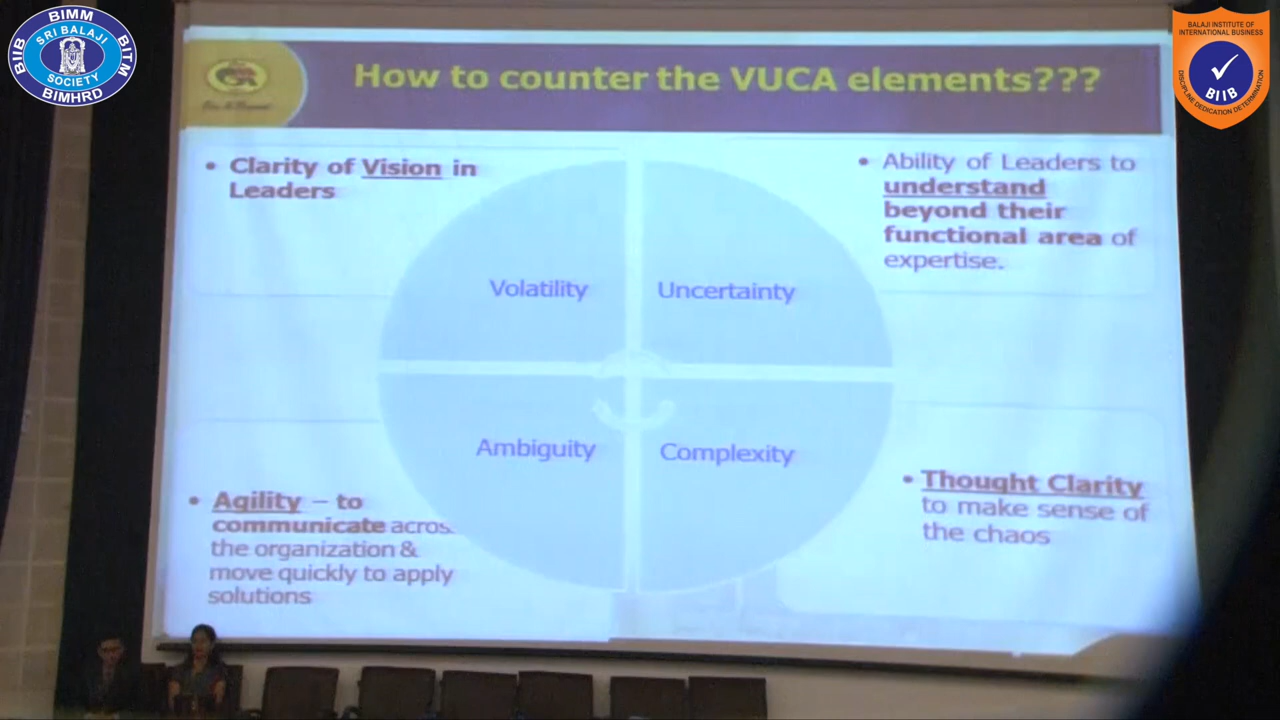 BIMM
BIIB
BITM
SRI BALAJI
SOCIETY
BIMHRD
BALAJI INSTITUTE OF
INTERNATIONAL BUSINESS
BIIB
DISCIPLINE DEDICATION DETERMINATION
How to counter the VUCA elements???
• Clarity of Vision in
Leaders
• Ability of Leaders to
understand
beyond their
functional area of
expertise.
Volatility
Uncertainty
Ambiguity
Complexity
• Agility – to
communicate acros
the organization &
move quickly to apply
solutions
• Thought Clarity
to make sense of
the chaos